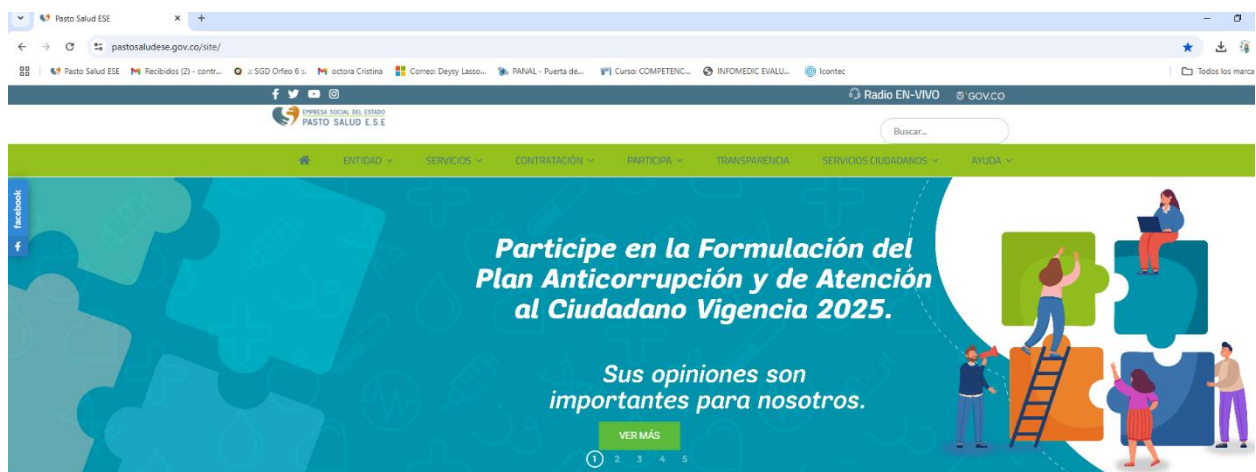 Pasto Salud ESE
pastosaludese.gov.co/site/
Pasto Salud ESE
Recibidos (2) - contr...
.:: SGD Orfeo 6 ::.
octora Cristina
Correo: Deysy Lasso...
PANAL - Puerta de...
Curso: COMPETENC...
INFOMEDIC EVALU...
Icontec
Todos los marca
Radio EN-VIVO
GOV.CO
EMPRESA SOCIAL DEL ESTADO
PASTO SALUD E.S.E
Buscar...
ENTIDAD
SERVICIOS
CONTRATACIÓN
PARTICIPA
TRANSPARENCIA
SERVICIOS CIUDADANOS
AYUDA
facebook
Participe en la Formulación del
Plan Anticorrupción y de Atención
al Ciudadano Vigencia 2025.
Sus opiniones son
importantes para nosotros.
VER MÁS
1 2 3 4 5